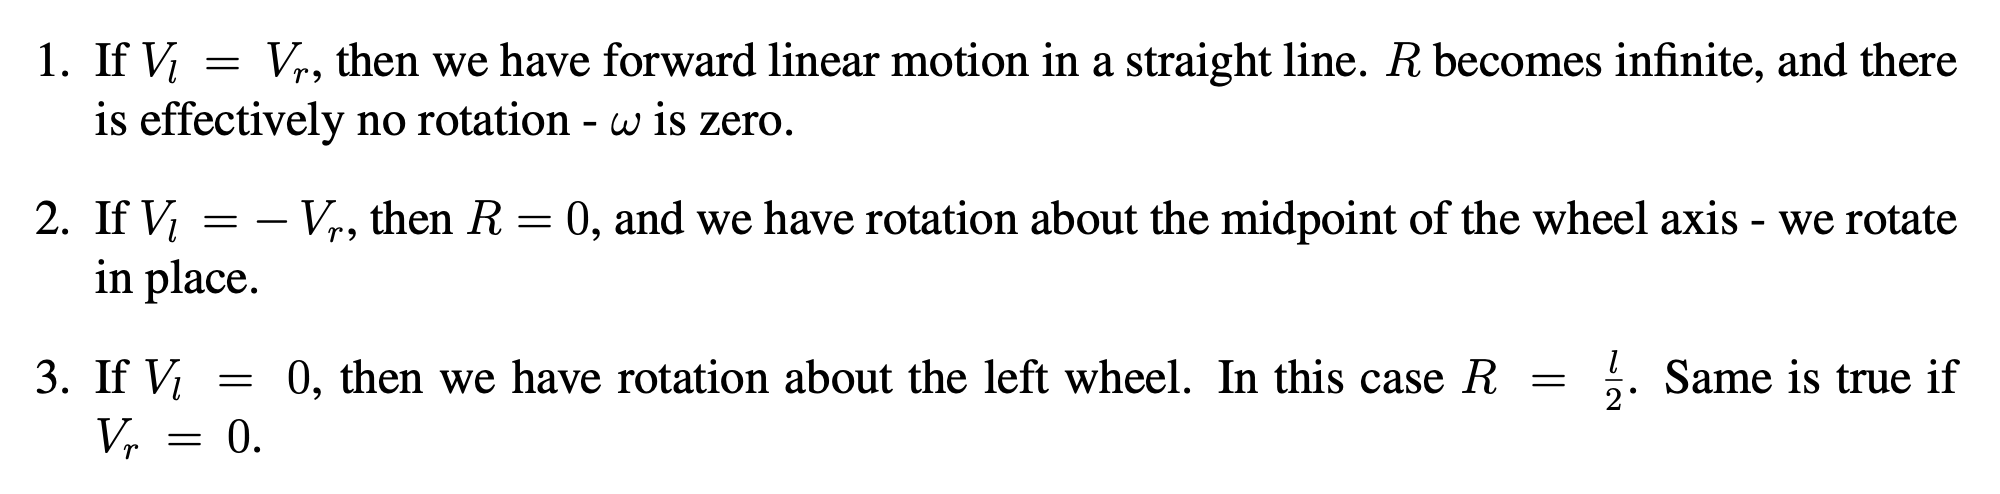 1. If V_l = V_r, then we have forward linear motion in a straight line. R becomes infinite, and there
is effectively no rotation - ω is zero.
2. If V_l = − V_r, then R = 0, and we have rotation about the midpoint of the wheel axis - we rotate
in place.
3. If V_l = 0, then we have rotation about the left wheel. In this case R = l/2. Same is true if
V_r = 0.